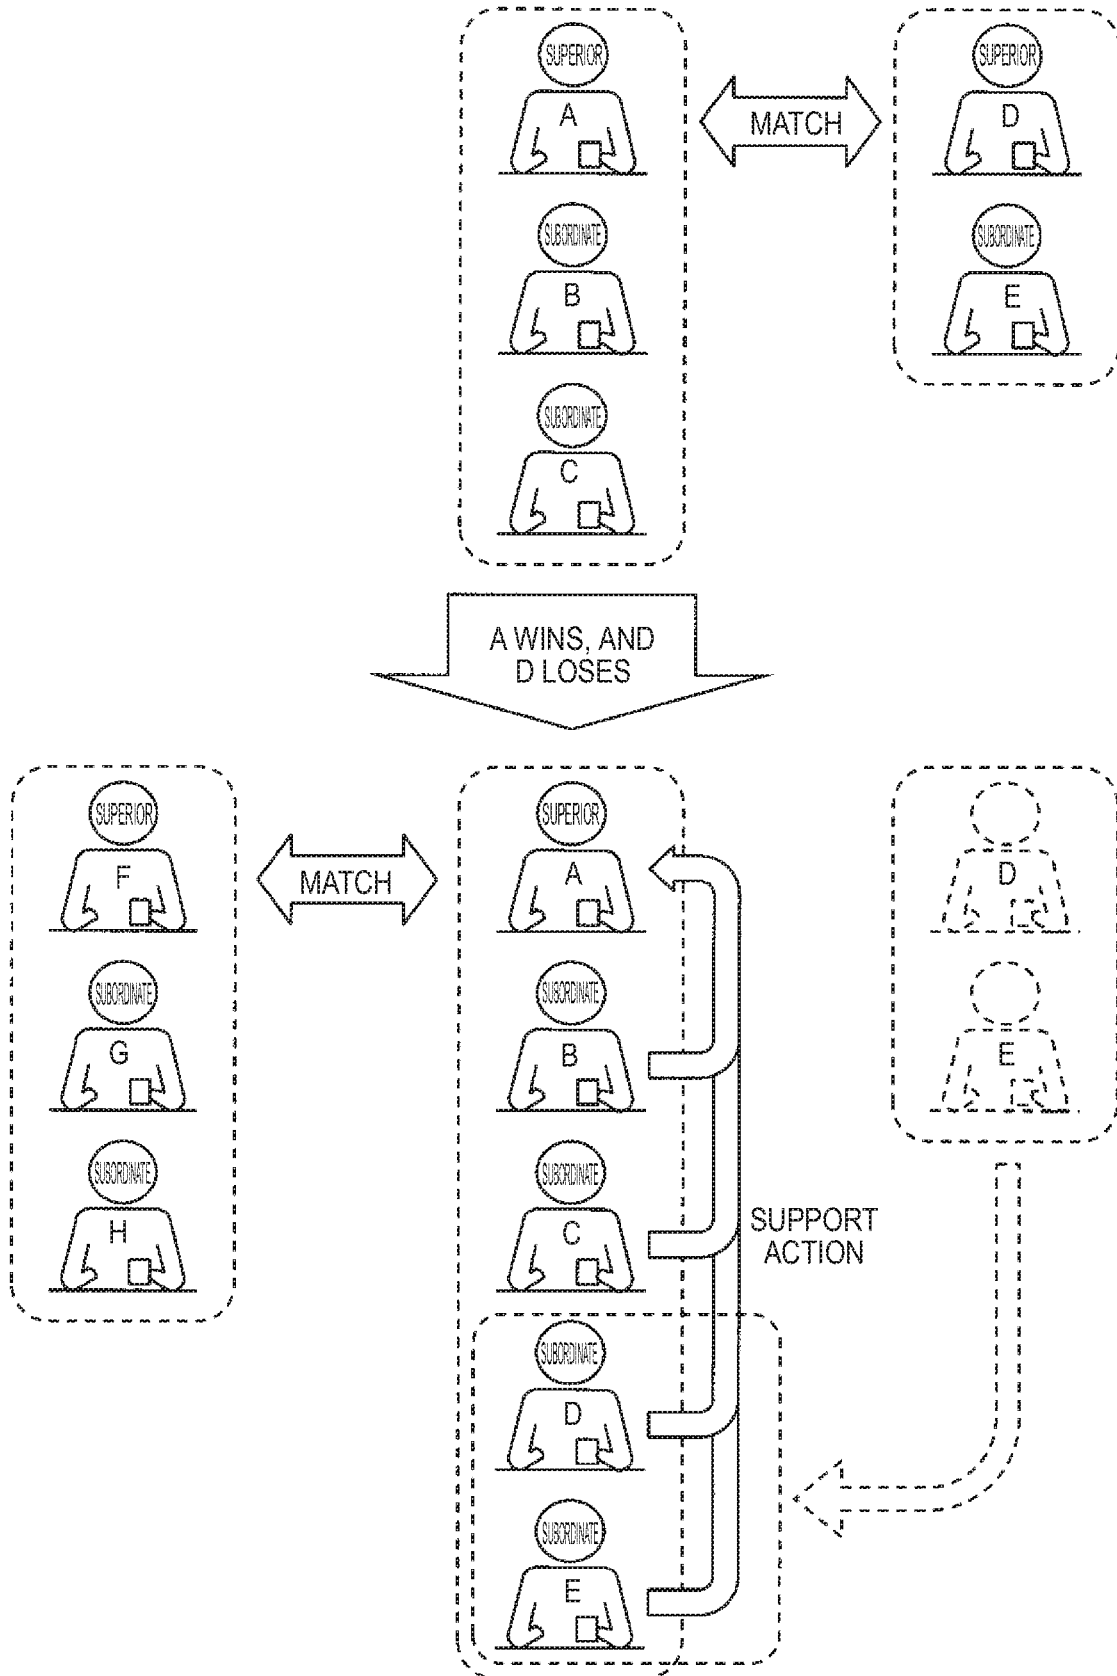 SUPERIOR
A
MATCH
SUPERIOR
D
SUBORDINATE
B
SUBORDINATE
E
SUBORDINATE
C
A WINS, AND
D LOSES
SUPERIOR
F
MATCH
SUPERIOR
A
D
SUBORDINATE
G
SUBORDINATE
B
E
SUBORDINATE
H
SUBORDINATE
C
SUPPORT
ACTION
SUBORDINATE
D
SUBORDINATE
E